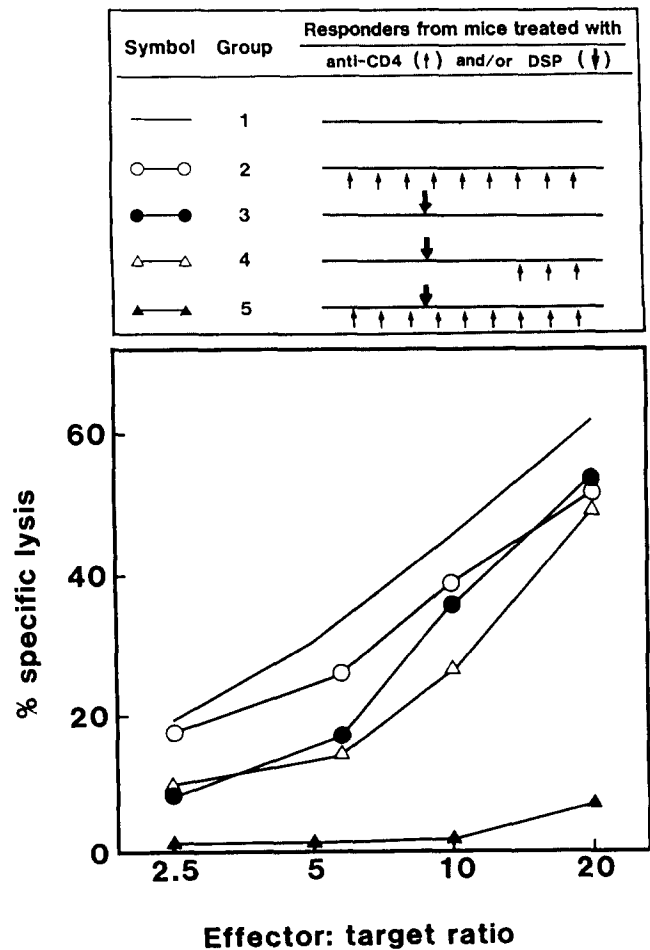 Symbol Group Responders from mice treated with
anti-CD4 (↑) and/or DSP (↓)
1
2
3
4
5
60
40
20
0
% specific lysis
2.5 5 10 20
Effector: target ratio